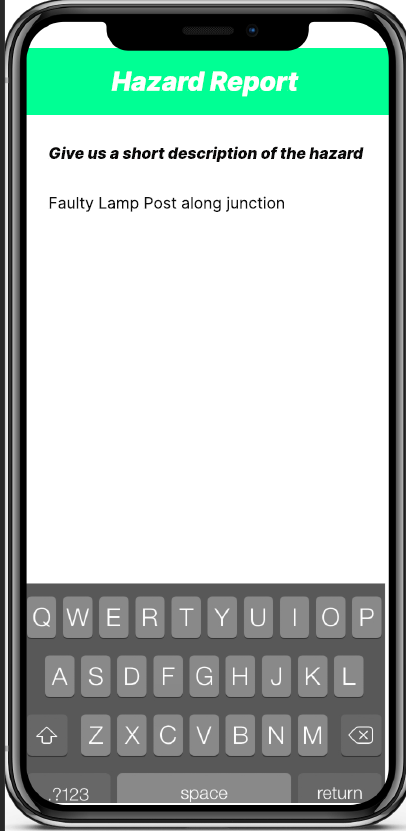 Hazard Report
Give us a short description of the hazard
Faulty Lamp Post along junction
Q W E R T Y U I O P
A S D F G H J K L
Z X C V B N M
.?123 space return